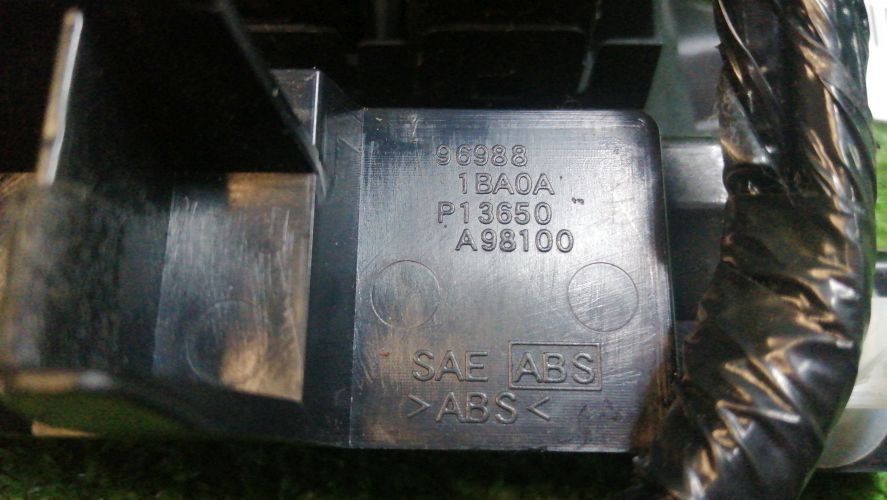 96988
1BA0A
P13650
A98100
SAE ABS
>ABS<